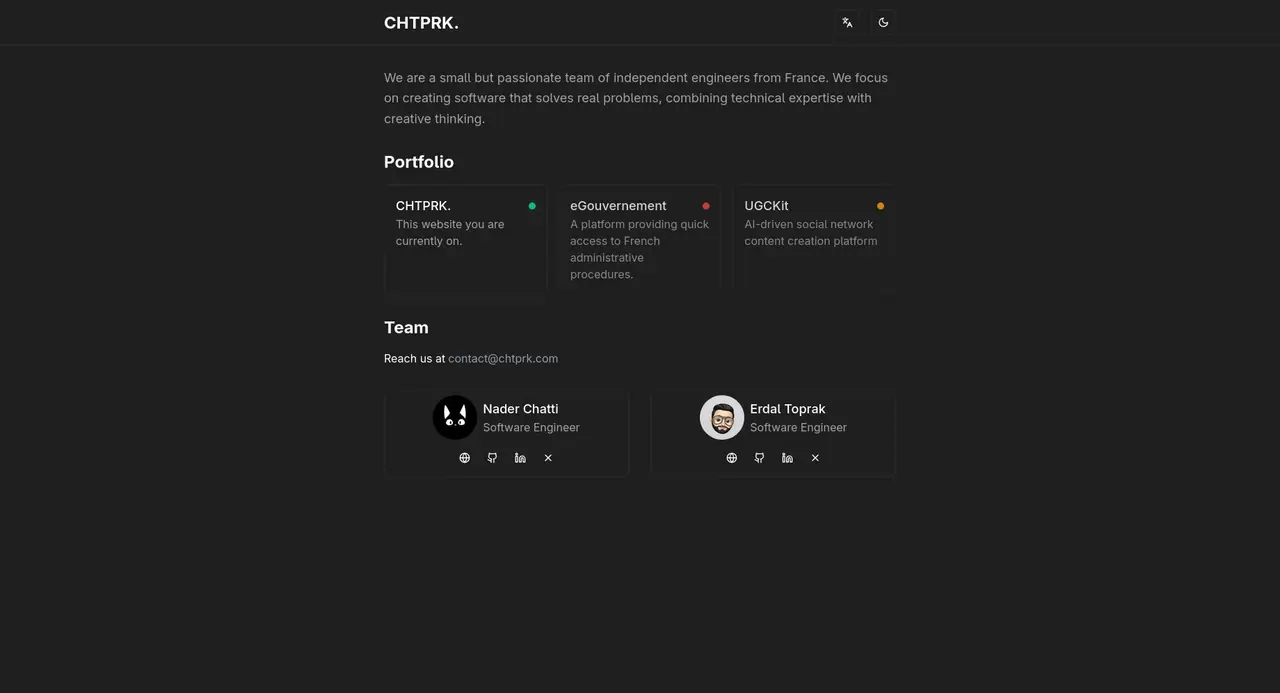 CHTPRK.
We are a small but passionate team of independent engineers from France. We focus
on creating software that solves real problems, combining technical expertise with
creative thinking.
Portfolio
CHTPRK.
This website you are
currently on.
eGouvernement
A platform providing quick
access to French
administrative
procedures.
UGCKit
AI-driven social network
content creation platform
Team
Reach us at contact@chtprk.com
Nader Chatti
Software Engineer
Erdal Toprak
Software Engineer